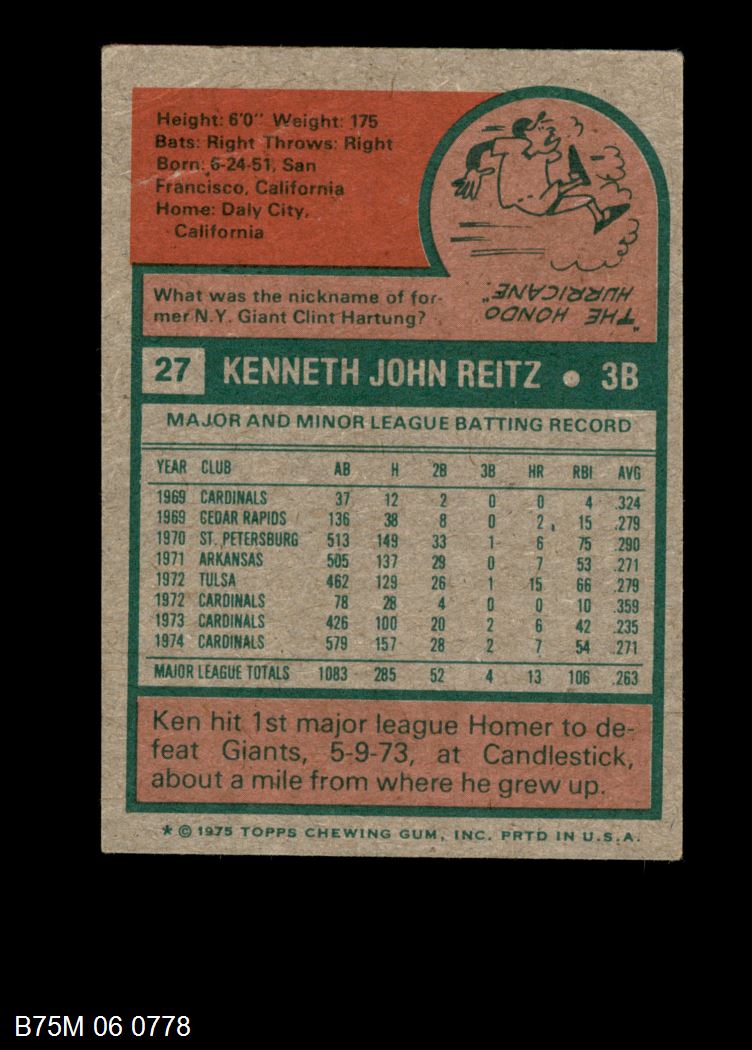 Height: 6'0" Weight: 175
Bats: Right Throws: Right
Born: 6-24-51, San
Francisco, California
Home: Daly City,
California
What was the nickname of for-
mer N.Y. Giant Clint Hartung?
"THE HONDO
HURRICANE"
27 KENNETH JOHN REITZ • 3B
MAJOR AND MINOR LEAGUE BATTING RECORD
YEAR CLUB AB H 2B 3B HR RBI AVG
1969 CARDINALS 37 12 2 0 0 4 .324
1969 CEDAR RAPIDS 136 38 8 0 2 15 .279
1970 ST. PETERSBURG 513 149 33 1 6 75 .290
1971 ARKANSAS 505 137 29 0 7 53 .271
1972 TULSA 462 129 26 1 15 66 .279
1972 CARDINALS 78 28 4 0 0 10 .359
1973 CARDINALS 426 100 20 2 6 42 .235
1974 CARDINALS 579 157 28 2 7 54 .271
MAJOR LEAGUE TOTALS 1083 285 52 4 13 106 .263
Ken hit 1st major league Homer to de-
feat Giants, 5-9-73, at Candlestick,
about a mile from where he grew up.
* © 1975 TOPPS CHEWING GUM, INC. PRTD IN U.S.A.
B75M 06 0778